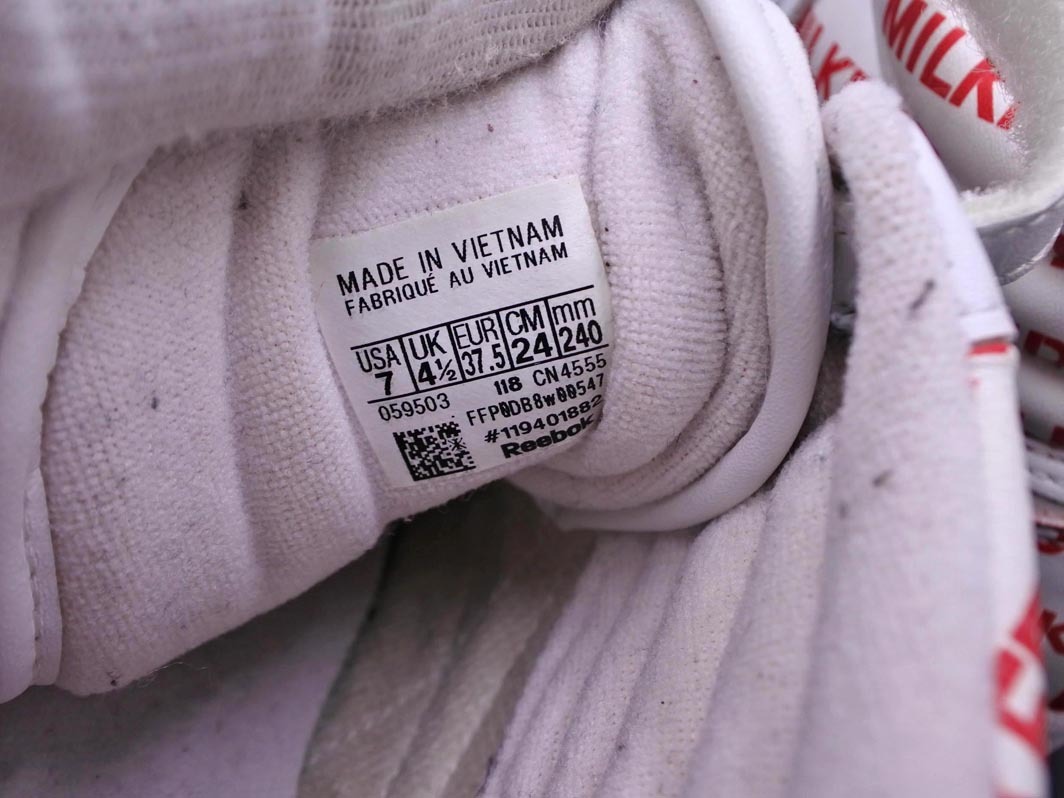 MILK
MADE IN VIETNAM
FABRIQUÉ AU VIETNAM
USA UK EUR CM mm
7 4½ 37.5 24 240
059503 118 CN4555
FFP0DB8w00547
#119401882
Reebok